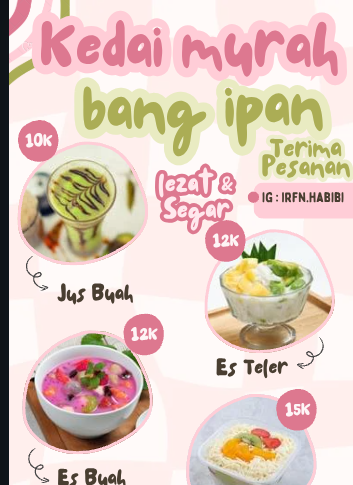 Kedai murah
bang ipan
Terima
Pesanan
10K
lezat &
Segar
IG : IRFN.HABIBI
12K
Jus Buah
Es Teler
12K
15K
Es Buah